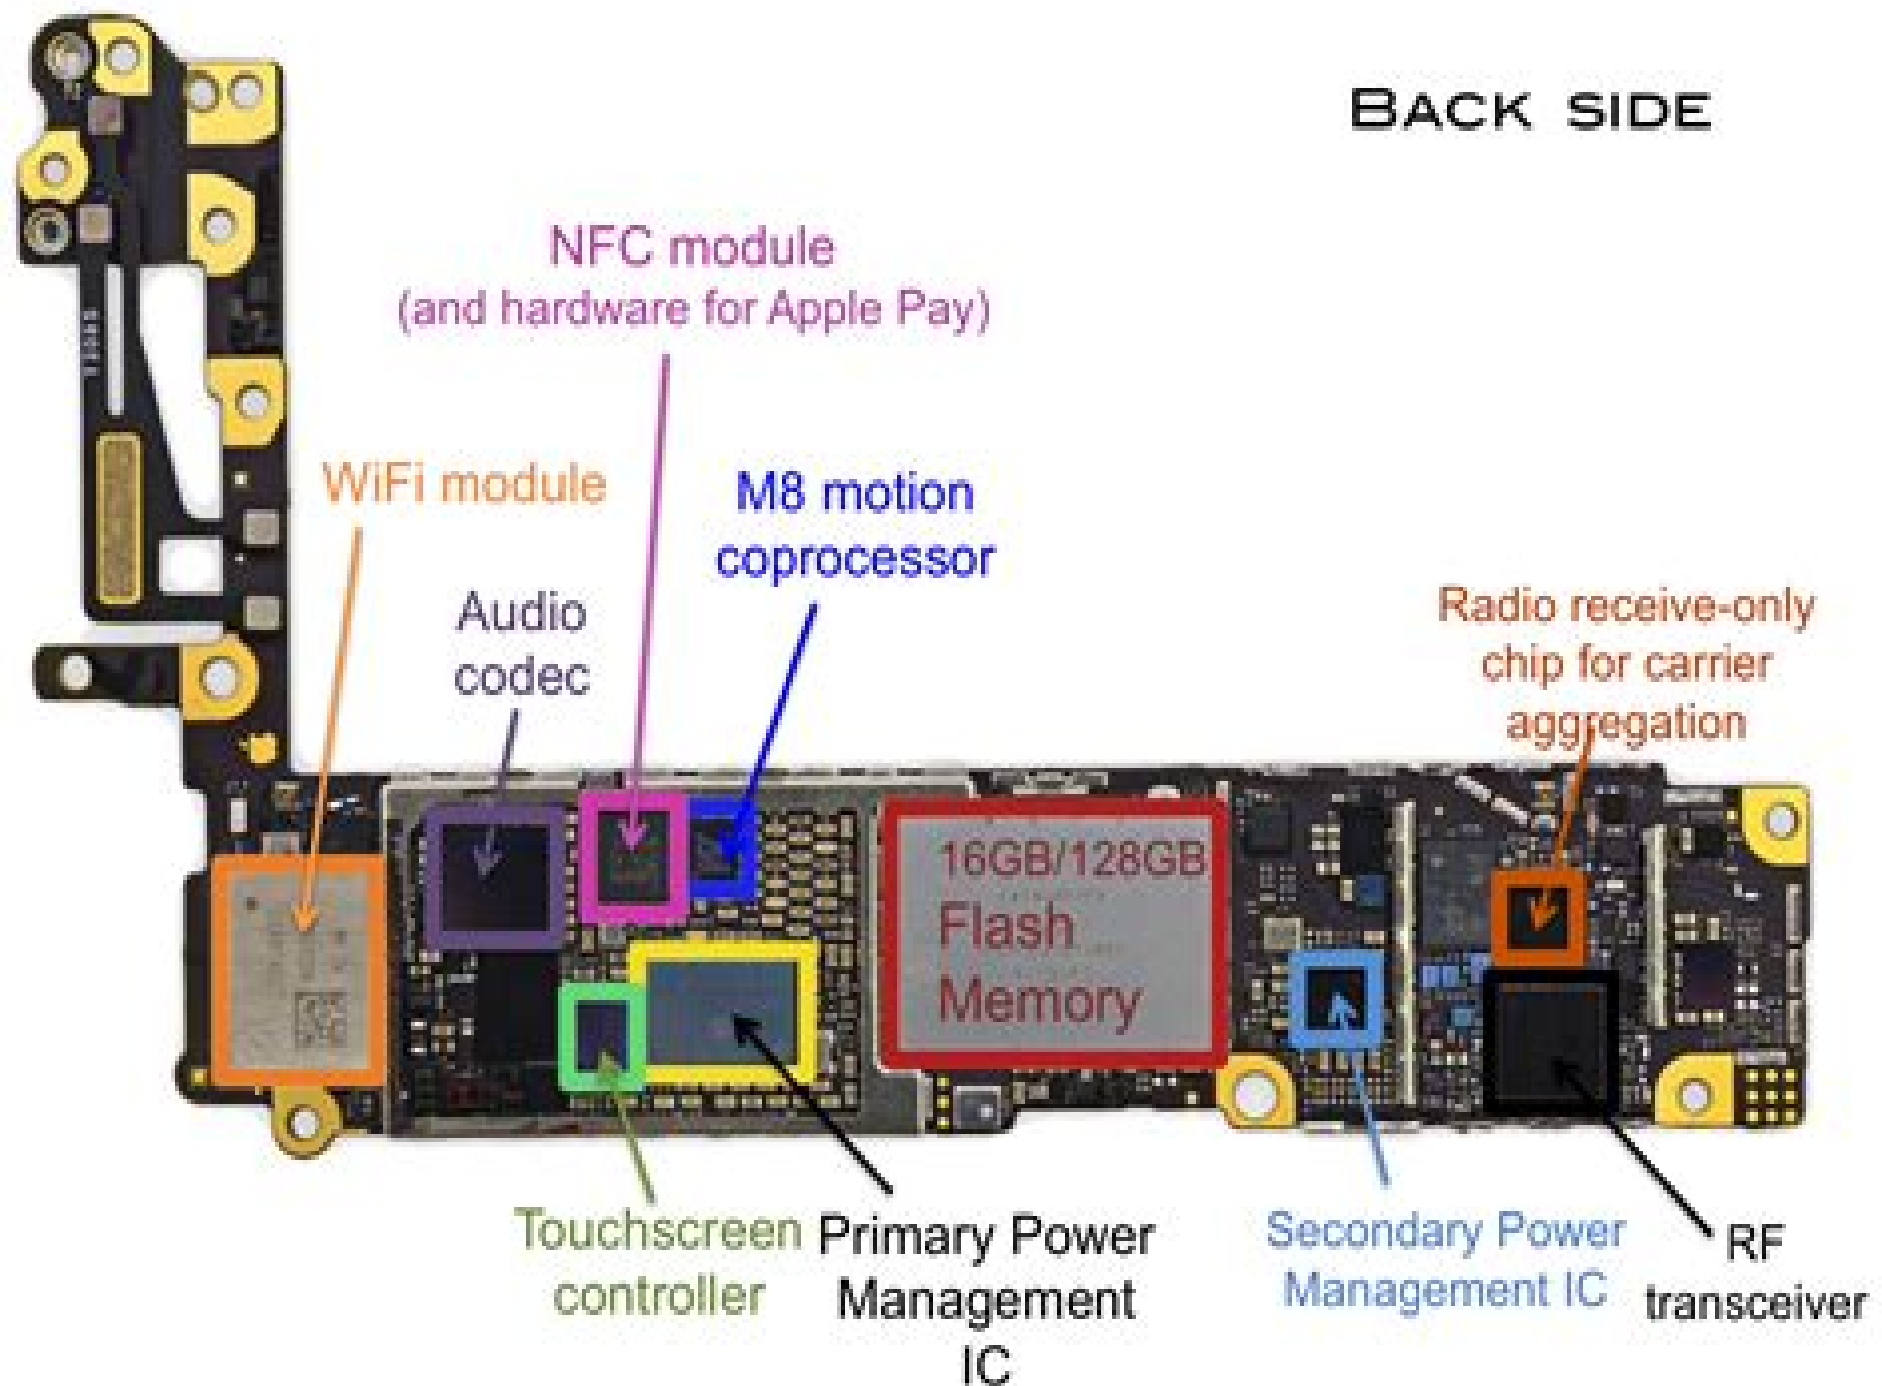 BACK SIDE
NFC module
(and hardware for Apple Pay)
WiFi module
M8 motion
coprocessor
Audio
codec
Radio receive-only
chip for carrier
aggregation
16GB/128GB
Flash
Memory
Touchscreen
controller
Primary Power
Management
IC
Secondary Power
Management IC
RF
transceiver